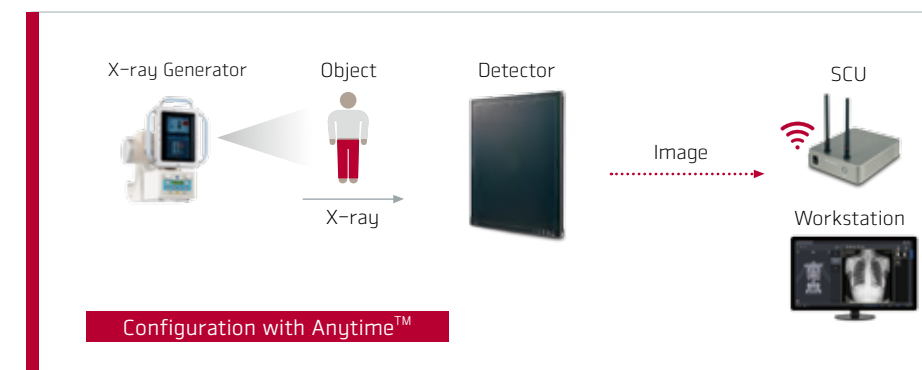 X-ray Generator
Object
Detector
SCU
Image
X-ray
Workstation
Configuration with Anytime™